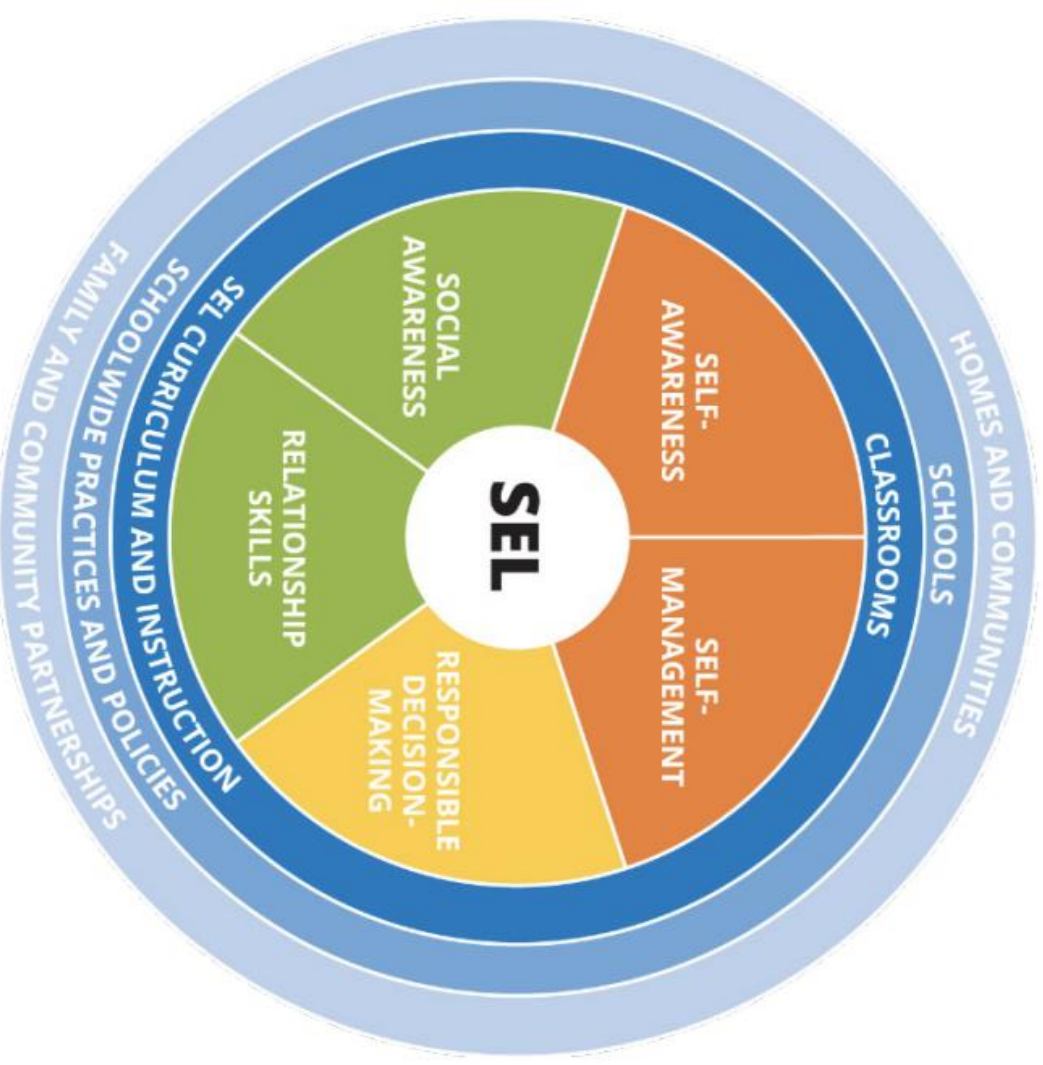 HOMES AND COMMUNITIES
SCHOOLS
CLASSROOMS
SELF-
AWARENESS
SELF-
MANAGEMENT
SOCIAL
AWARENESS
SEL
RESPONSIBLE
DECISION-
MAKING
RELATIONSHIP
SKILLS
SEL CURRICULUM AND INSTRUCTION
SCHOOLWIDE PRACTICES AND POLICIES
FAMILY AND COMMUNITY PARTNERSHIPS